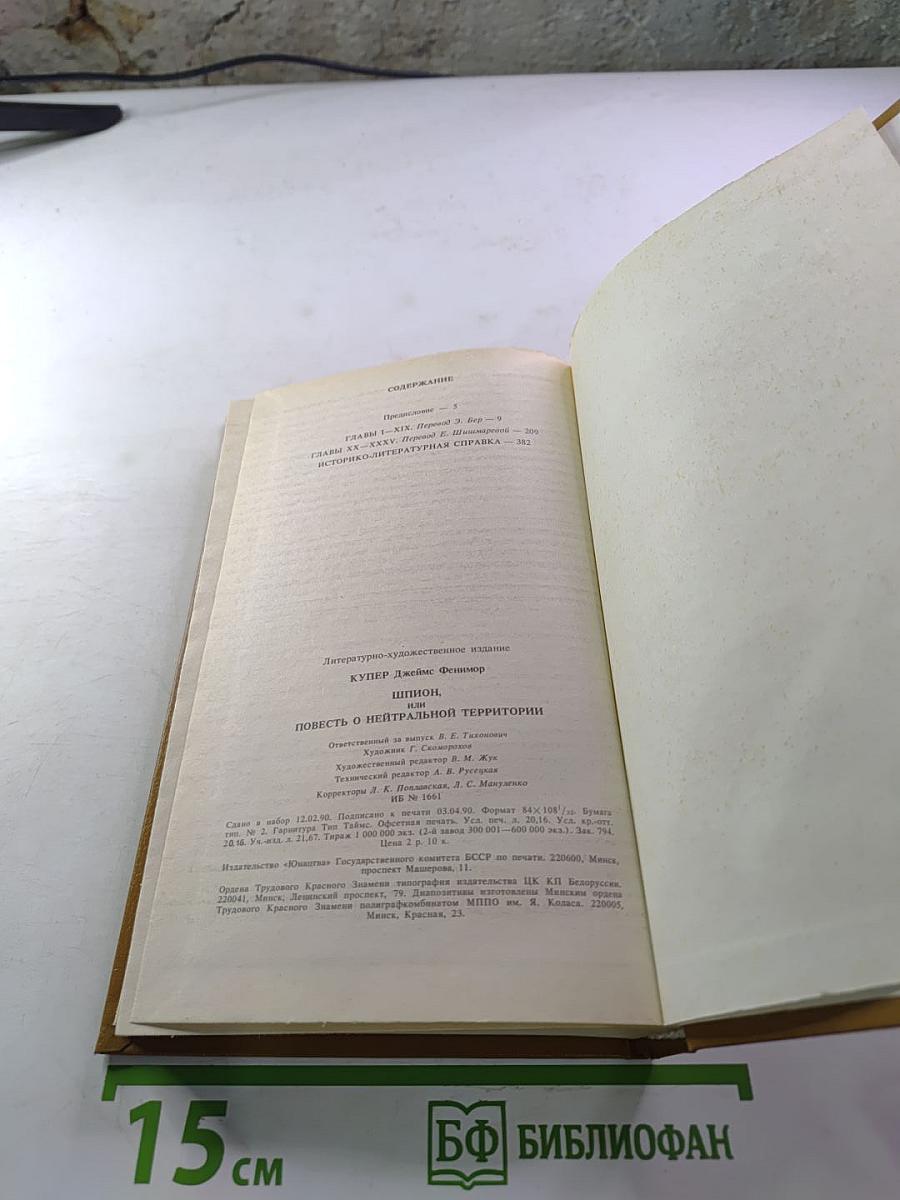 СОДЕРЖАНИЕ
Предисловие — 5
ГЛАВЫ I—XIX. Перевод Э. Бер — 9
ГЛАВЫ XX—XXXV. Перевод Е. Шишмаревой — 209
ИСТОРИКО-ЛИТЕРАТУРНАЯ СПРАВКА — 382
Литературно-художественное издание
КУПЕР Джеймс Фенимор
ШПИОН,
или
ПОВЕСТЬ О НЕЙТРАЛЬНОЙ ТЕРРИТОРИИ
Ответственный за выпуск В. Е. Тихонович
Художник Г. Скоморохов
Художественный редактор В. М. Жук
Технический редактор А. В. Русецкая
Корректоры Л. К. Поплавская, Л. С. Мануленко
ИБ № 1661
Сдано в набор 12.02.90. Подписано к печати 03.04.90. Формат 84×108¹/₃₂. Бумага
тип. № 2. Гарнитура Тип Таймс. Офсетная печать. Усл. печ. л. 20,16. Усл. кр.-отт.
20,16. Уч.-изд. л. 21,67. Тираж 1 000 000 экз. (2-й завод 300 001—600 000 экз.). Зак. 794.
Цена 2 р. 10 к.
Издательство «Юнацтва» Государственного комитета БССР по печати. 220600, Минск,
проспект Машерова, 11.
Ордена Трудового Красного Знамени типография издательства ЦК КП Белоруссии.
220041, Минск, Ленинский проспект, 79. Диапозитивы изготовлены Минским ордена
Трудового Красного Знамени полиграфкомбинатом МППО им. Я. Коласа. 220005,
Минск, Красная, 23.
15 см
БФ БИБЛИОФАН